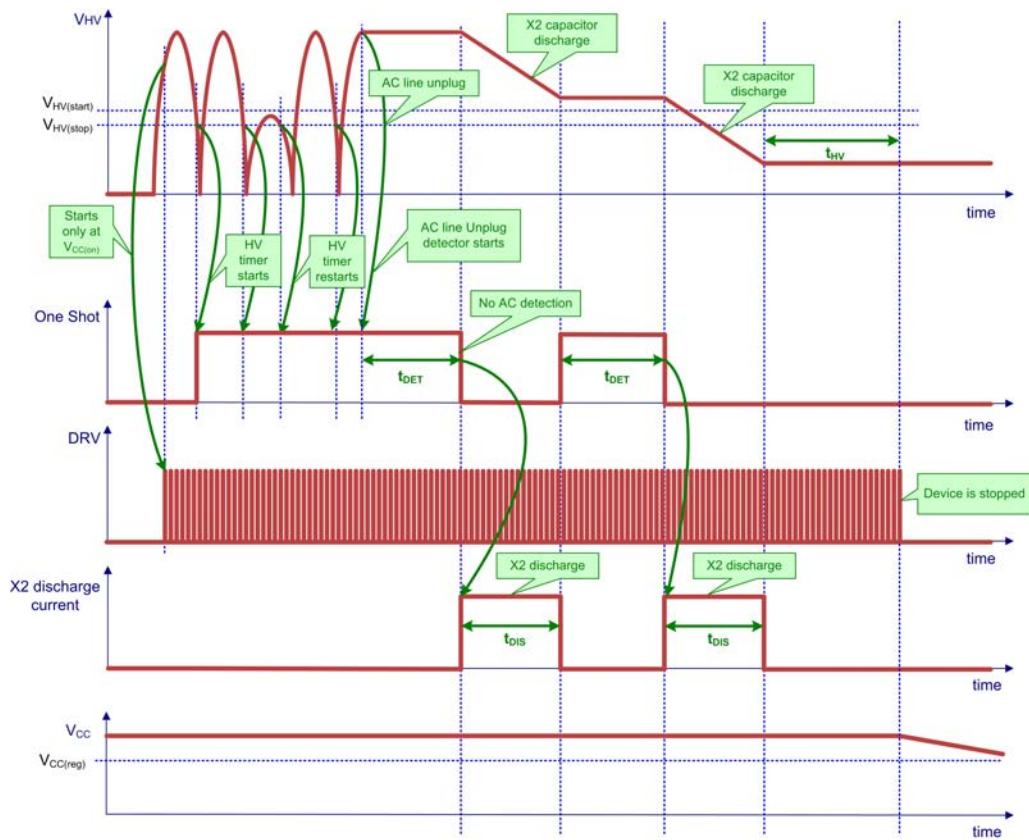 VHV
X2 capacitor
discharge
AC line unplug
X2 capacitor
discharge
VHV(start)
VHV(stop)
tHV
time
Starts
only at
VCC(on)
HV
timer
starts
HV
timer
restarts
AC line Unplug
detector starts
No AC detection
One Shot
tDET
tDET
time
DRV
Device is stopped
time
X2 discharge
current
X2 discharge
X2 discharge
tDIS
tDIS
time
VCC
VCC(reg)
time